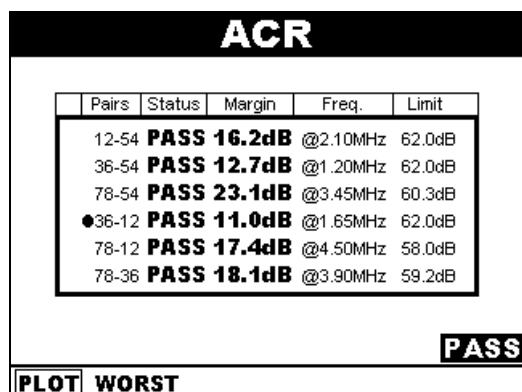 ACR
Pairs Status Margin Freq. Limit
12-54 PASS 16.2dB @2.10MHz 62.0dB
36-54 PASS 12.7dB @1.20MHz 62.0dB
78-54 PASS 23.1dB @3.45MHz 60.3dB
●36-12 PASS 11.0dB @1.65MHz 62.0dB
78-12 PASS 17.4dB @4.50MHz 58.0dB
78-36 PASS 18.1dB @3.90MHz 59.2dB
PASS
PLOT WORST